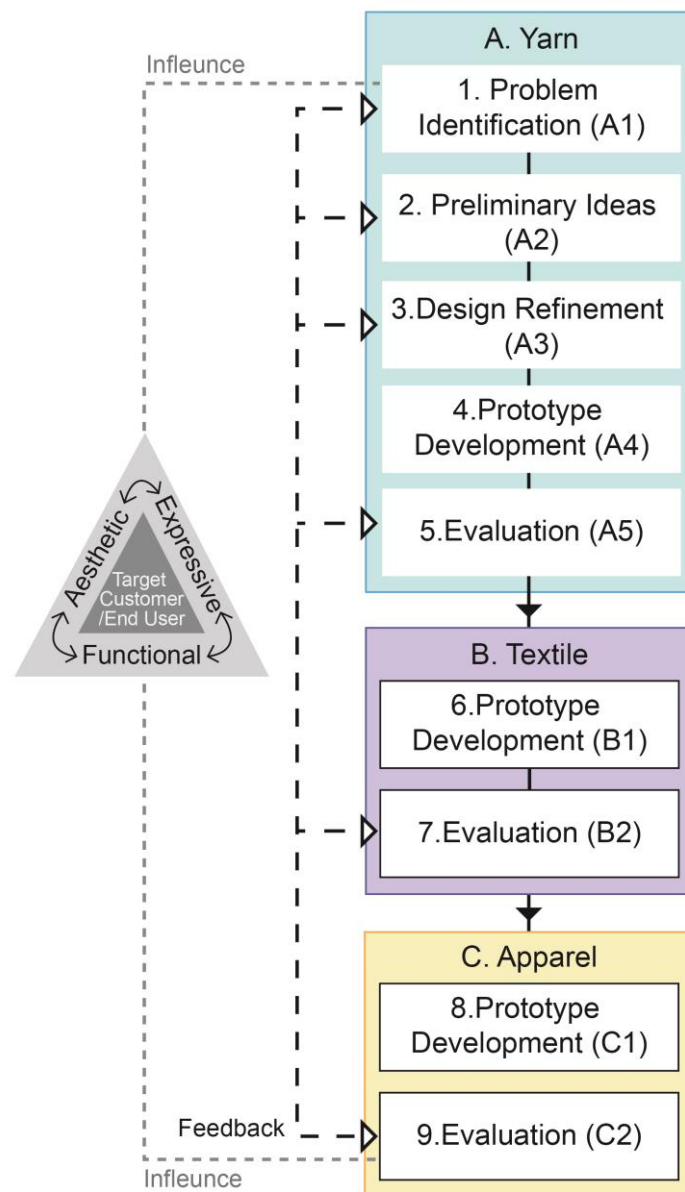 Infleunce
A. Yarn
1. Problem
Identification (A1)
2. Preliminary Ideas
(A2)
3.Design Refinement
(A3)
4.Prototype
Development (A4)
5.Evaluation (A5)
Aesthetic
Expressive
Functional
Target
Customer
/End User
B. Textile
6.Prototype
Development (B1)
7.Evaluation (B2)
C. Apparel
8.Prototype
Development (C1)
9.Evaluation (C2)
Feedback
Infleunce